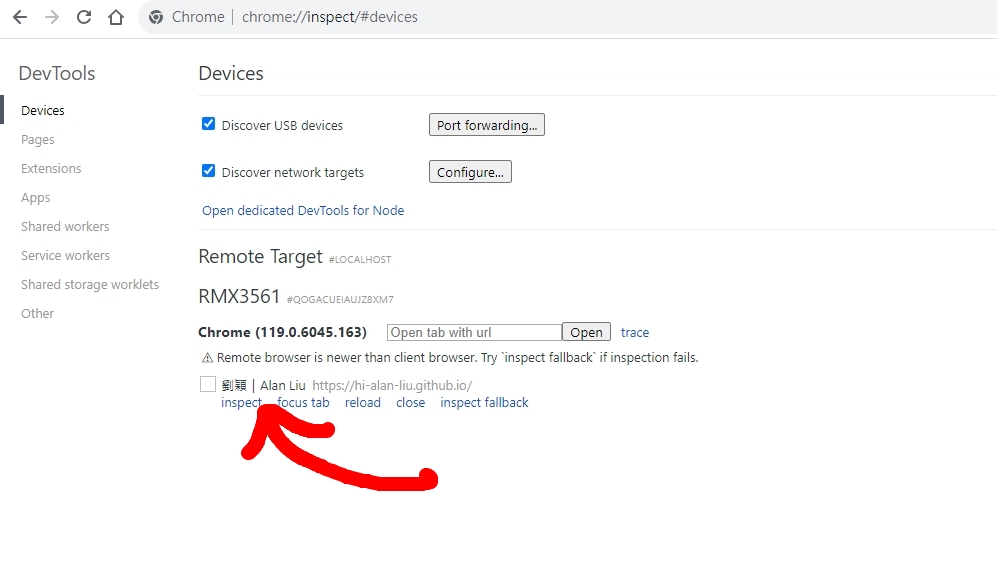 Chrome | chrome://inspect/#devices
DevTools
Devices
Pages
Extensions
Apps
Shared workers
Service workers
Shared storage worklets
Other
Devices
Discover USB devices Port forwarding...
Discover network targets Configure...
Open dedicated DevTools for Node
Remote Target #LOCALHOST
RMX3561 #QOGACUEIAUJZ8XM7
Chrome (119.0.6045.163) Open tab with url Open trace
⚠ Remote browser is newer than client browser. Try `inspect fallback` if inspection fails.
劉穎 | Alan Liu https://hi-alan-liu.github.io/
inspect focus tab reload close inspect fallback